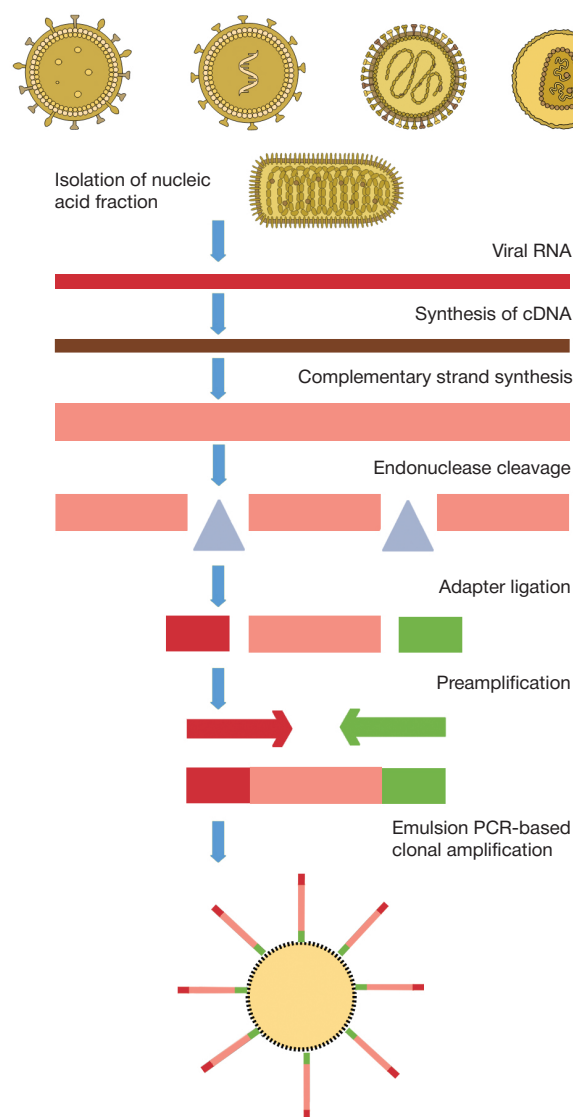 Isolation of nucleic
acid fraction
Viral RNA
Synthesis of cDNA
Complementary strand synthesis
Endonuclease cleavage
Adapter ligation
Preamplification
Emulsion PCR-based
clonal amplification